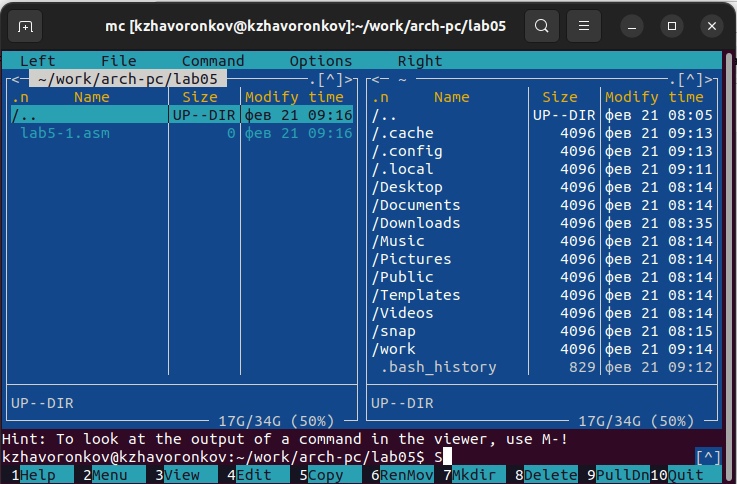 mc [kzhavoronkov@kzhavoronkov]:~/work/arch-pc/lab05
Left File Command Options Right
<─ ~/work/arch-pc/lab05 .[^]>
.n Name Size Modify time
/.. UP--DIR фев 21 09:16
lab5-1.asm 0 фев 21 09:16
UP--DIR
17G/34G (50%)
<─ ~ .[^]>
.n Name Size Modify time
/.. UP--DIR фев 21 08:05
/.cache 4096 фев 21 09:13
/.config 4096 фев 21 09:13
/.local 4096 фев 21 09:11
/Desktop 4096 фев 21 08:14
/Documents 4096 фев 21 08:14
/Downloads 4096 фев 21 08:35
/Music 4096 фев 21 08:14
/Pictures 4096 фев 21 08:14
/Public 4096 фев 21 08:14
/Templates 4096 фев 21 08:14
/Videos 4096 фев 21 08:14
/snap 4096 фев 21 08:15
/work 4096 фев 21 09:14
.bash_history 829 фев 21 09:12
UP--DIR
17G/34G (50%)
Hint: To look at the output of a command in the viewer, use M-!
kzhavoronkov@kzhavoronkov:~/work/arch-pc/lab05$ S [^]
1Help 2Menu 3View 4Edit 5Copy 6RenMov 7Mkdir 8Delete 9PullDn 10Quit